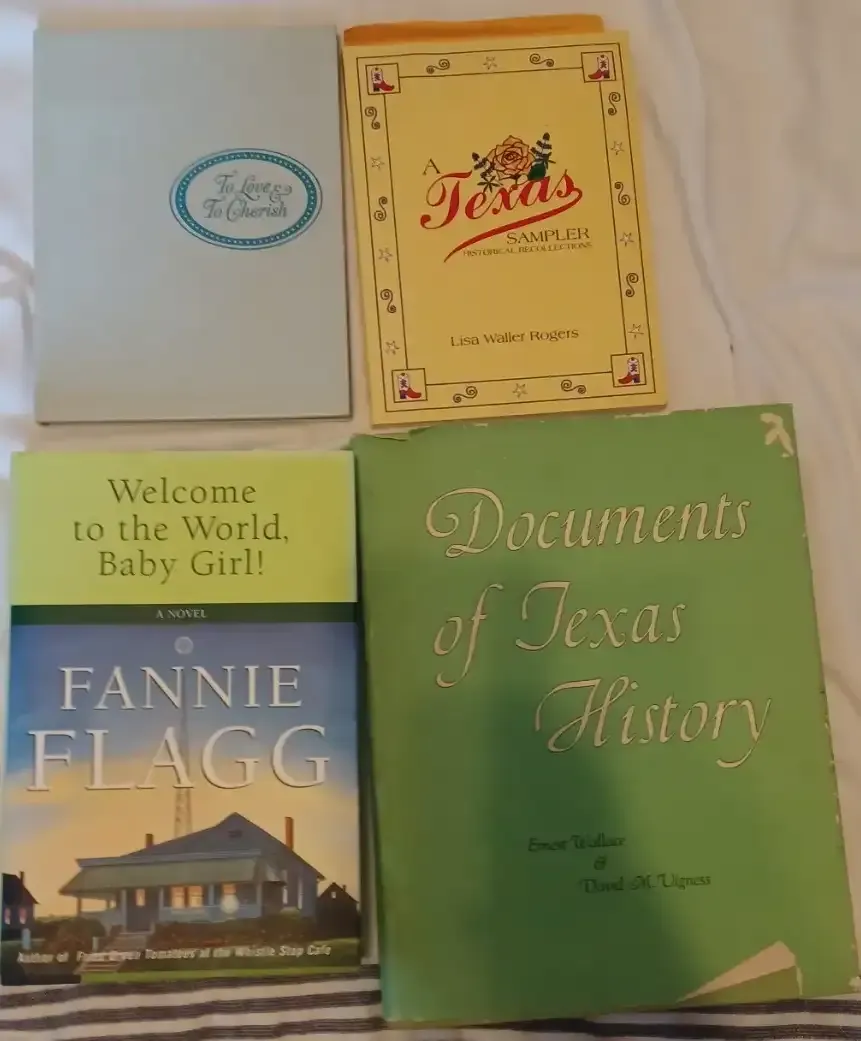 To Love &
To Cherish
A
Texas
SAMPLER
HISTORICAL RECOLLECTIONS
Lisa Waller Rogers
Welcome
to the World,
Baby Girl!
A NOVEL
FANNIE
FLAGG
Author of Fried Green Tomatoes at the Whistle Stop Cafe
Documents
of Texas
History
Ernest Wallace
&
David M. Vigness